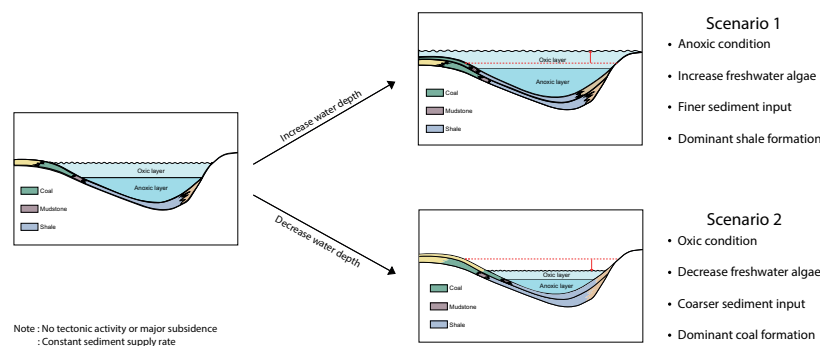 Oxic layer
Anoxic layer
Coal
Mudstone
Shale
Note : No tectonic activity or major subsidence
: Constant sediment supply rate
Increase water depth
Decrease water depth
Oxic layer
Anoxic layer
Coal
Mudstone
Shale
Scenario 1
• Anoxic condition
• Increase freshwater algae
• Finer sediment input
• Dominant shale formation
Oxic layer
Anoxic layer
Coal
Mudstone
Shale
Scenario 2
• Oxic condition
• Decrease freshwater algae
• Coarser sediment input
• Dominant coal formation